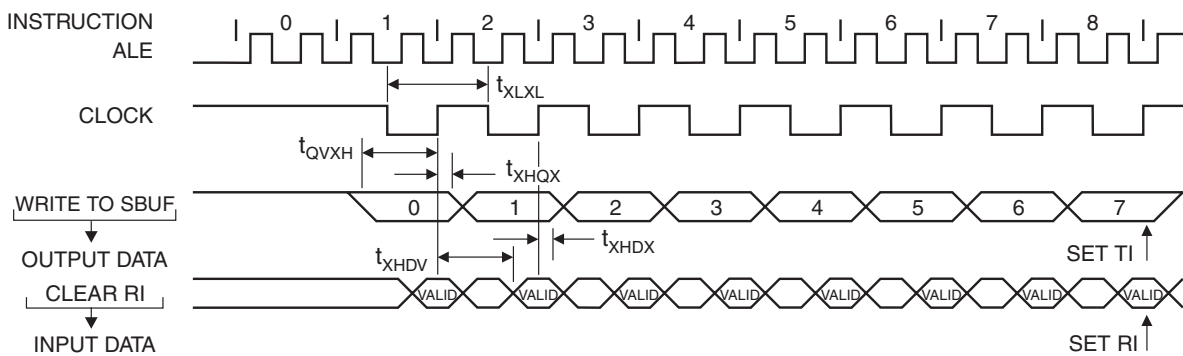 INSTRUCTION 0 1 2 3 4 5 6 7 8
ALE
tXLXL
CLOCK
tQVXH
tXHQX
WRITE TO SBUF
0 1 2 3 4 5 6 7
tXHDX
SET TI
OUTPUT DATA
tXHDV
CLEAR RI
VALID VALID VALID VALID VALID VALID VALID VALID
INPUT DATA
SET RI